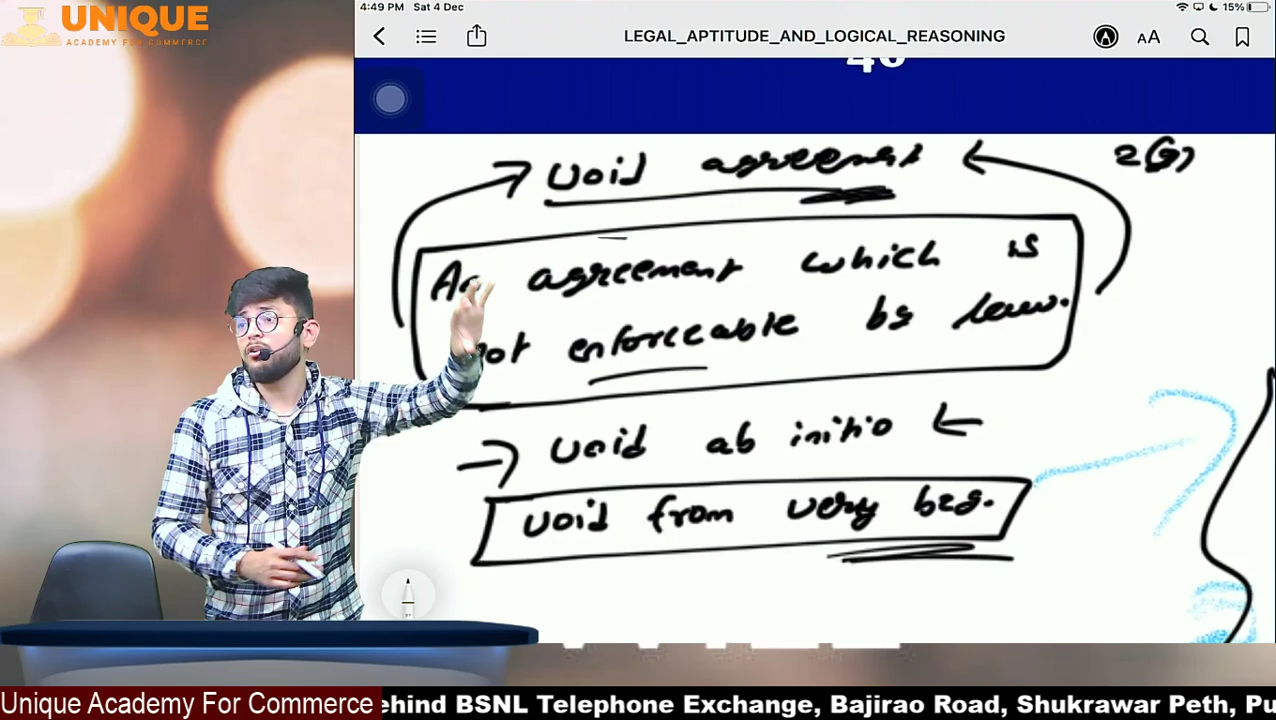 UNIQUE
ACADEMY FOR COMMERCE
4:49 PM Sat 4 Dec
15%
LEGAL_APTITUDE_AND_LOGICAL_REASONING
AA
void agreement
2(g)
An agreement which is
not enforceable by law.
void ab initio
void from very beg.
Unique Academy For Commerce
ehind BSNL Telephone Exchange, Bajirao Road, Shukrawar Peth, Pu